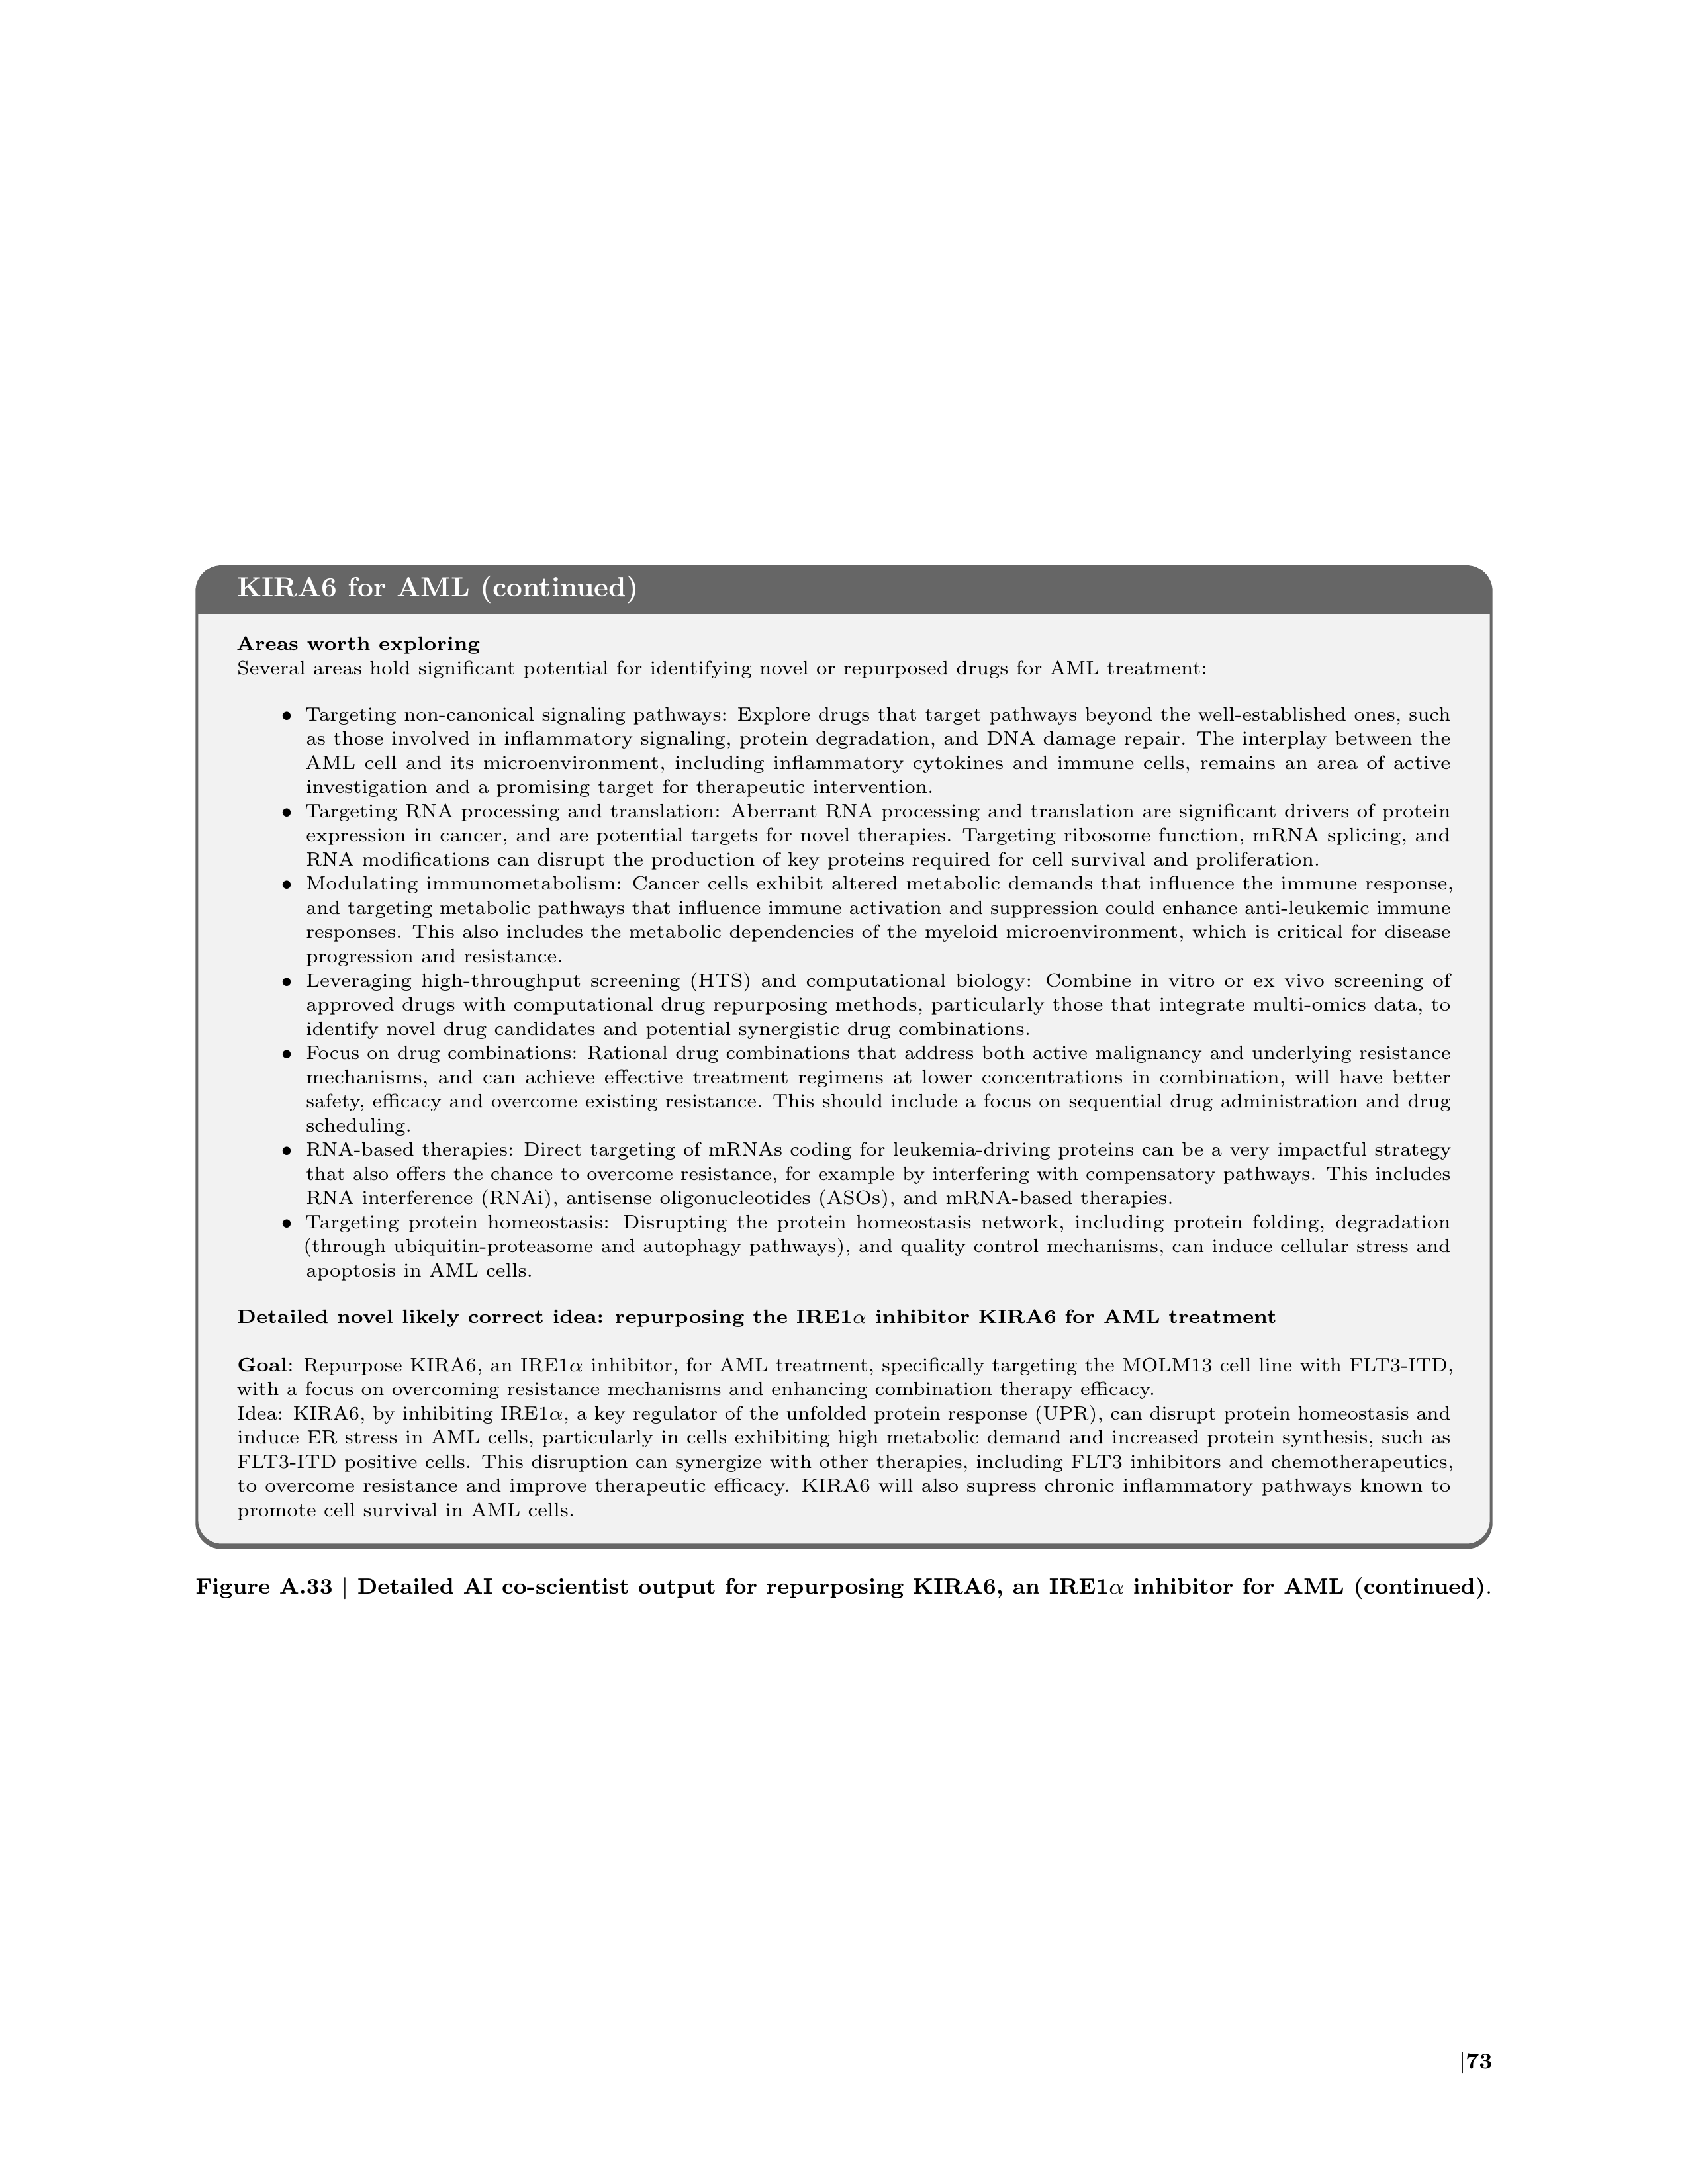 KIRA6 for AML (continued)
Areas worth exploring
Several areas hold significant potential for identifying novel or repurposed drugs for AML treatment:
• Targeting non-canonical signaling pathways: Explore drugs that target pathways beyond the well-established ones, such
as those involved in inflammatory signaling, protein degradation, and DNA damage repair. The interplay between the
AML cell and its microenvironment, including inflammatory cytokines and immune cells, remains an area of active
investigation and a promising target for therapeutic intervention.
• Targeting RNA processing and translation: Aberrant RNA processing and translation are significant drivers of protein
expression in cancer, and are potential targets for novel therapies. Targeting ribosome function, mRNA splicing, and
RNA modifications can disrupt the production of key proteins required for cell survival and proliferation.
• Modulating immunometabolism: Cancer cells exhibit altered metabolic demands that influence the immune response,
and targeting metabolic pathways that influence immune activation and suppression could enhance anti-leukemic immune
responses. This also includes the metabolic dependencies of the myeloid microenvironment, which is critical for disease
progression and resistance.
• Leveraging high-throughput screening (HTS) and computational biology: Combine in vitro or ex vivo screening of
approved drugs with computational drug repurposing methods, particularly those that integrate multi-omics data, to
identify novel drug candidates and potential synergistic drug combinations.
• Focus on drug combinations: Rational drug combinations that address both active malignancy and underlying resistance
mechanisms, and can achieve effective treatment regimens at lower concentrations in combination, will have better
safety, efficacy and overcome existing resistance. This should include a focus on sequential drug administration and drug
scheduling.
• RNA-based therapies: Direct targeting of mRNAs coding for leukemia-driving proteins can be a very impactful strategy
that also offers the chance to overcome resistance, for example by interfering with compensatory pathways. This includes
RNA interference (RNAi), antisense oligonucleotides (ASOs), and mRNA-based therapies.
• Targeting protein homeostasis: Disrupting the protein homeostasis network, including protein folding, degradation
(through ubiquitin-proteasome and autophagy pathways), and quality control mechanisms, can induce cellular stress and
apoptosis in AML cells.
Detailed novel likely correct idea: repurposing the IRE1α inhibitor KIRA6 for AML treatment
Goal: Repurpose KIRA6, an IRE1α inhibitor, for AML treatment, specifically targeting the MOLM13 cell line with FLT3-ITD,
with a focus on overcoming resistance mechanisms and enhancing combination therapy efficacy.
Idea: KIRA6, by inhibiting IRE1α, a key regulator of the unfolded protein response (UPR), can disrupt protein homeostasis and
induce ER stress in AML cells, particularly in cells exhibiting high metabolic demand and increased protein synthesis, such as
FLT3-ITD positive cells. This disruption can synergize with other therapies, including FLT3 inhibitors and chemotherapeutics,
to overcome resistance and improve therapeutic efficacy. KIRA6 will also supress chronic inflammatory pathways known to
promote cell survival in AML cells.
Figure A.33 | Detailed AI co-scientist output for repurposing KIRA6, an IRE1α inhibitor for AML (continued).
|73